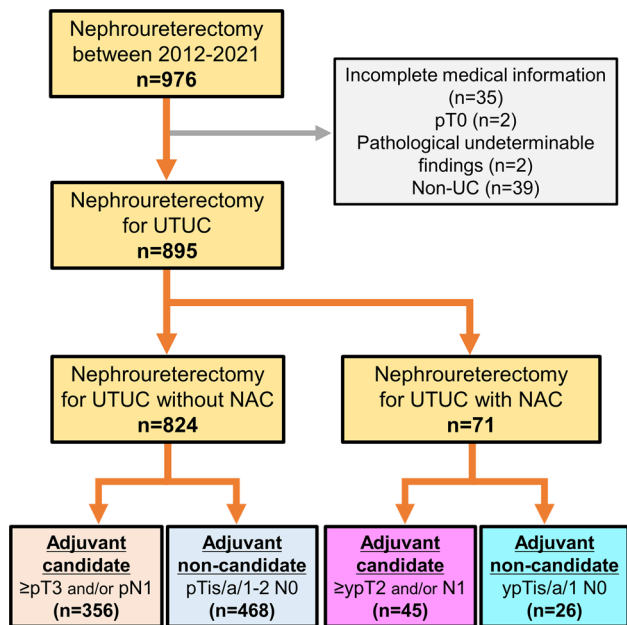 Nephroureterectomy
between 2012-2021
n=976
Incomplete medical information
(n=35)
pT0 (n=2)
Pathological undeterminable
findings (n=2)
Non-UC (n=39)
Nephroureterectomy
for UTUC
n=895
Nephroureterectomy
for UTUC without NAC
n=824
Nephroureterectomy
for UTUC with NAC
n=71
Adjuvant
candidate
≥pT3 and/or pN1
(n=356)
Adjuvant
non-candidate
pTis/a/1-2 N0
(n=468)
Adjuvant
candidate
≥ypT2 and/or N1
(n=45)
Adjuvant
non-candidate
ypTis/a/1 N0
(n=26)